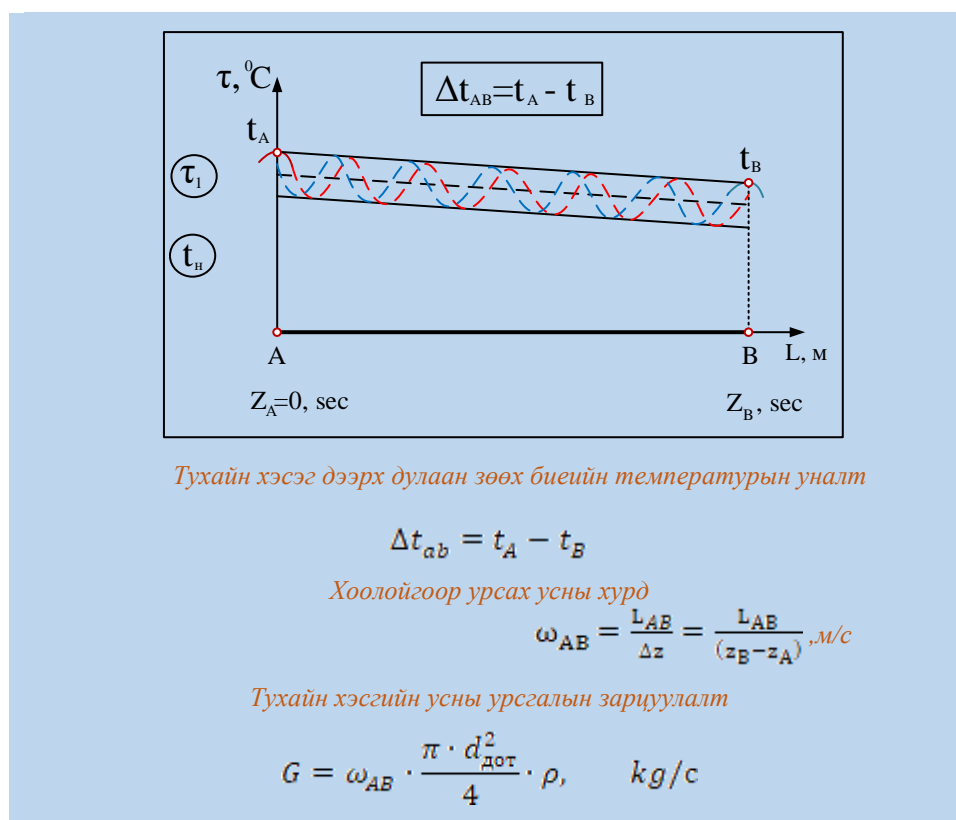 τ, ⁰C
Δt_AB=t_A - t_B
t_A
t_B
τ₁
t_н
A
B
L, м
Z_A=0, sec
Z_B, sec
Тухайн хэсэг дээрх дулаан зөөх биеийн температурын уналт
Δt_ab = t_A − t_B
Хоолойгоор урсах усны хурд
ω_AB = L_AB/Δz = L_AB/(z_B−z_A) ,м/с
Тухайн хэсгийн усны урсгалын зарцуулалт
G = ω_AB · π · d²_дот/4 · ρ, kg/c